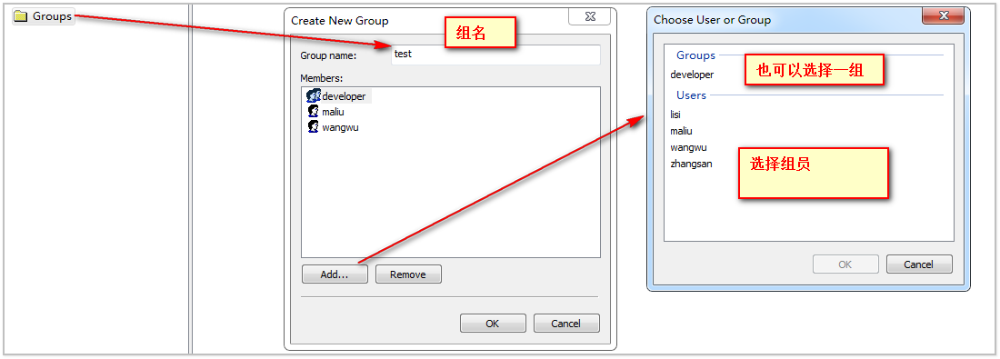 Groups
Create New Group
组名
Group name:
test
Members:
developer
maliu
wangwu
Add...
Remove
OK
Cancel
Choose User or Group
Groups
也可以选择一组
developer
Users
lisi
maliu
wangwu
zhangsan
选择组员
OK
Cancel